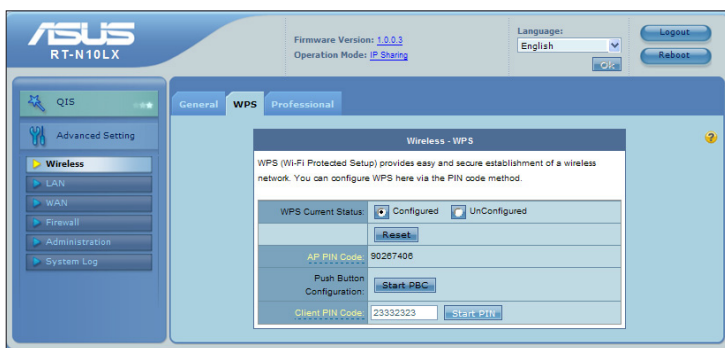 ASUS
RT-N10LX
Firmware Version: 1.0.0.3
Operation Mode: IP Sharing
Language:
English
OK
Logout
Reboot
QIS
Advanced Setting
Wireless
LAN
WAN
Firewall
Administration
System Log
General WPS Professional
Wireless - WPS
WPS (Wi-Fi Protected Setup) provides easy and secure establishment of a wireless
network. You can configure WPS here via the PIN code method.
WPS Current Status: Configured UnConfigured
Reset
AP PIN Code: 90267406
Push Button
Configuration: Start PBC
Client PIN Code: 23332323 Start PIN
?